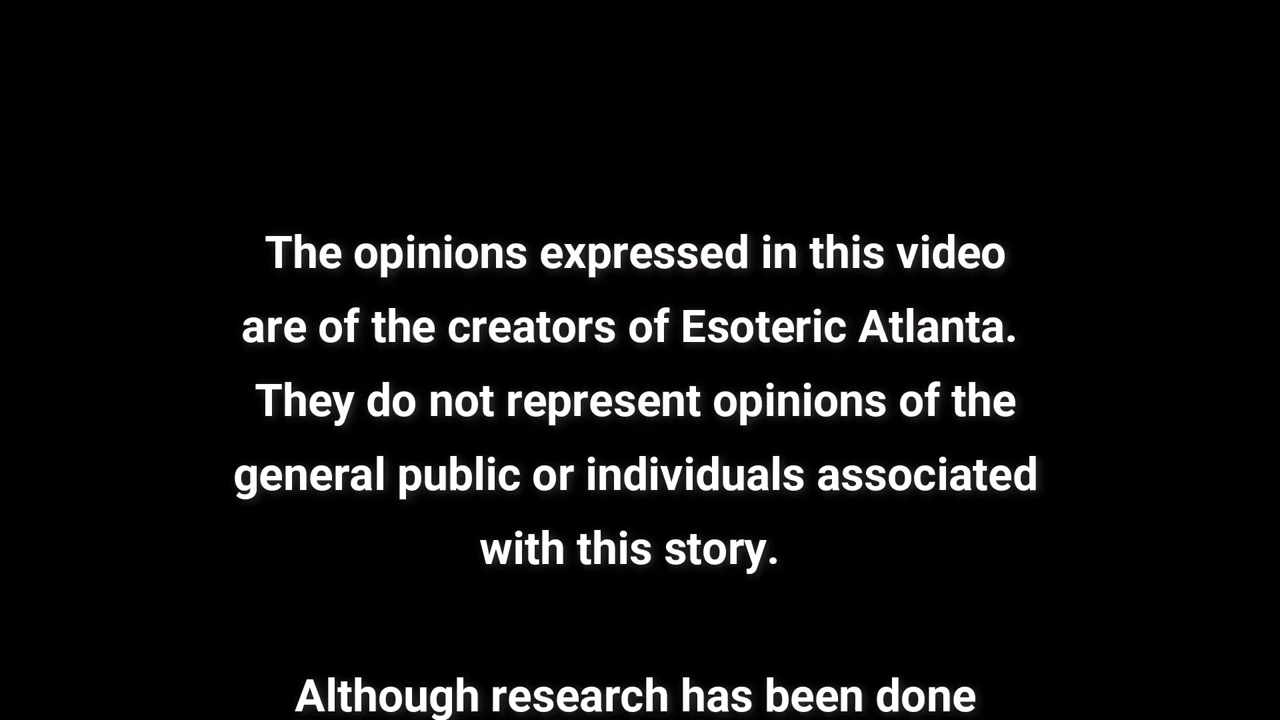 The opinions expressed in this video
are of the creators of Esoteric Atlanta.
They do not represent opinions of the
general public or individuals associated
with this story.
Although research has been done